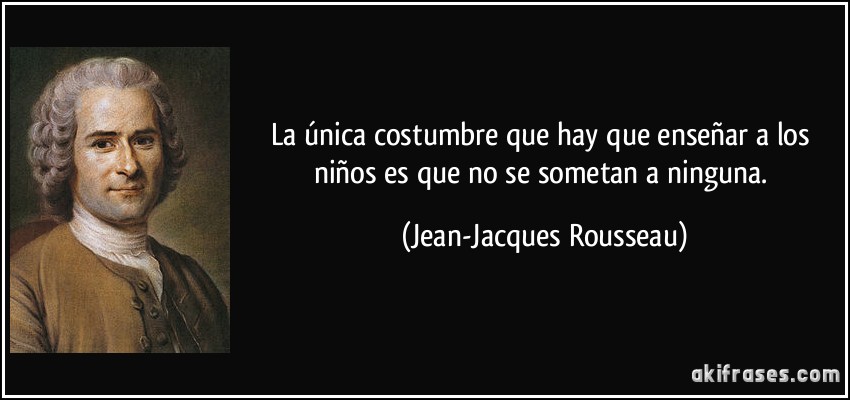 La única costumbre que hay que enseñar a los
niños es que no se sometan a ninguna.
(Jean-Jacques Rousseau)
akifrases.com